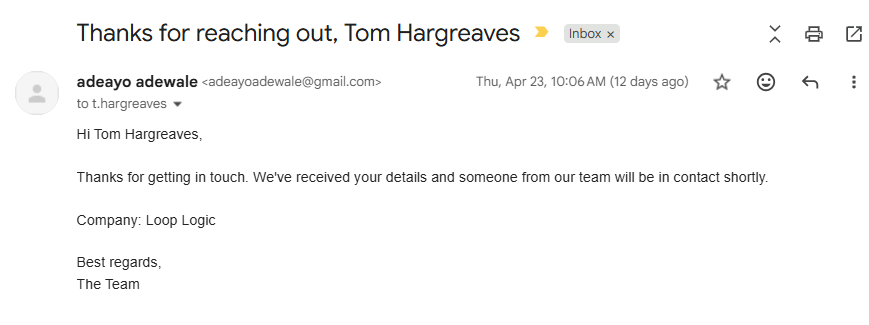 Thanks for reaching out, Tom Hargreaves
Inbox ×
adeayo adewale <adeayoadewale@gmail.com>
Thu, Apr 23, 10:06 AM (12 days ago)
to t.hargreaves
Hi Tom Hargreaves,
Thanks for getting in touch. We've received your details and someone from our team will be in contact shortly.
Company: Loop Logic
Best regards,
The Team